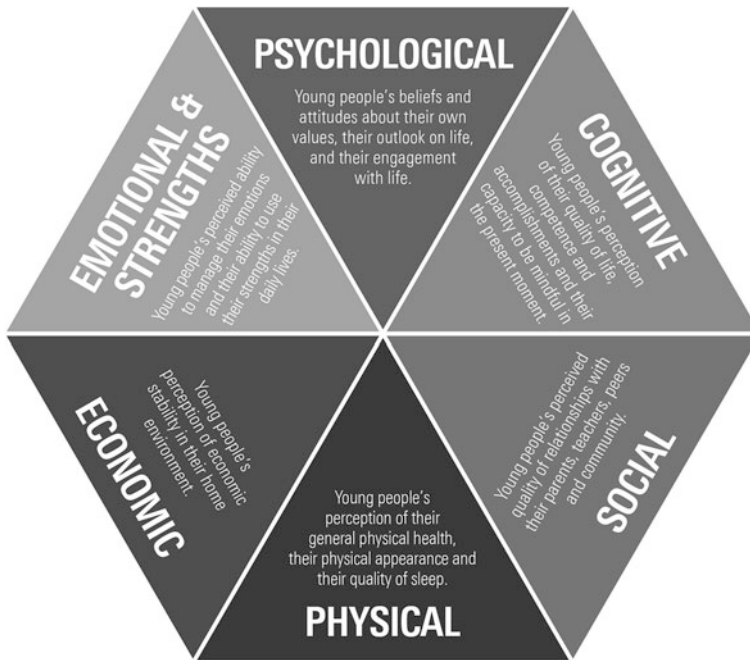 PSYCHOLOGICAL
Young people's beliefs and
attitudes about their own
values, their outlook on life,
and their engagement
with life.
COGNITIVE
Young people's perception
of their quality of life,
competence and
accomplishments and their
capacity to be mindful in
the present moment.
SOCIAL
Young people's perceived
quality of relationships with
their parents, teachers, peers
and community.
Young people's
perception of their
general physical health,
their physical appearance and
their quality of sleep.
PHYSICAL
Young people's
perception of economic
stability in their home
environment.
ECONOMIC
EMOTIONAL &
STRENGTHS
Young people's perceived ability
to manage their emotions
and their ability to use
their strengths in their
daily lives.